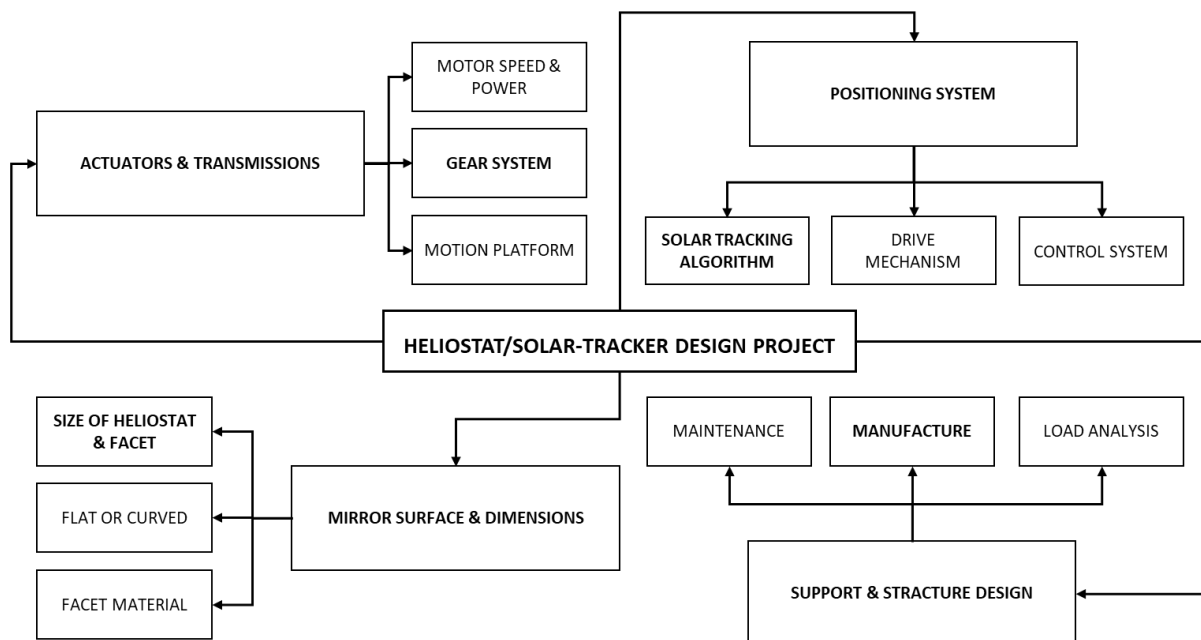 MOTOR SPEED &
POWER
ACTUATORS & TRANSMISSIONS
GEAR SYSTEM
MOTION PLATFORM
POSITIONING SYSTEM
SOLAR TRACKING
ALGORITHM
DRIVE
MECHANISM
CONTROL SYSTEM
HELIOSTAT/SOLAR-TRACKER DESIGN PROJECT
SIZE OF HELIOSTAT
& FACET
FLAT OR CURVED
FACET MATERIAL
MIRROR SURFACE & DIMENSIONS
MAINTENANCE
MANUFACTURE
LOAD ANALYSIS
SUPPORT & STRACTURE DESIGN